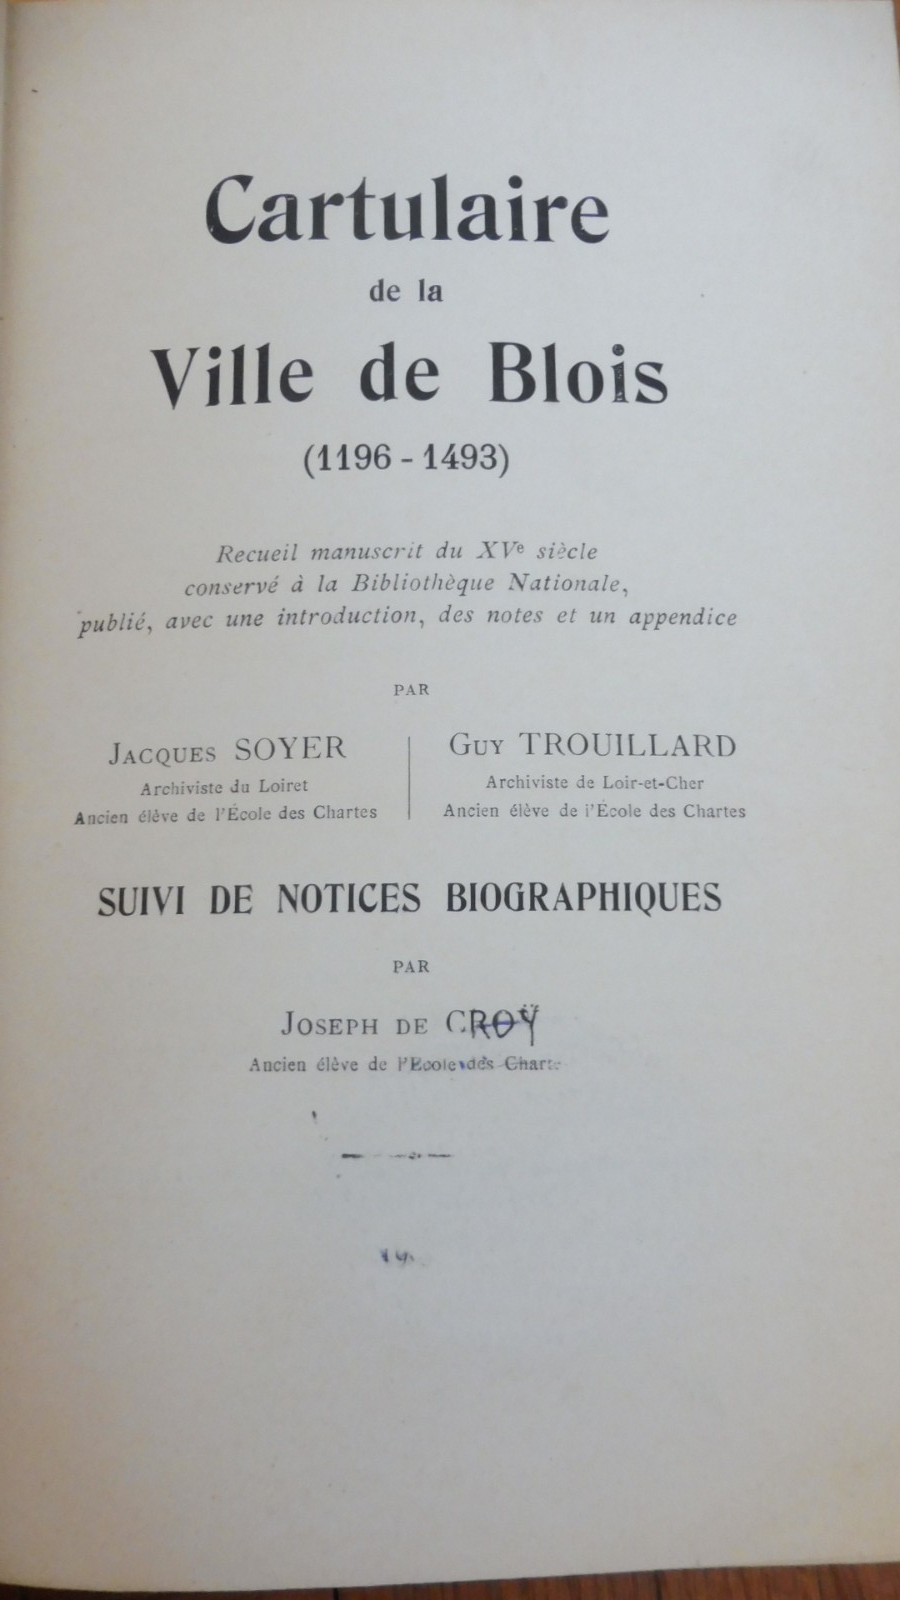 Cartulaire
de la
Ville de Blois
(1196 - 1493)
Recueil manuscrit du XVe siècle
conservé à la Bibliothèque Nationale,
publié, avec une introduction, des notes et un appendice
PAR
JACQUES SOYER
Archiviste du Loiret
Ancien élève de l'École des Chartes
GUY TROUILLARD
Archiviste de Loir-et-Cher
Ancien élève de l'École des Chartes
SUIVI DE NOTICES BIOGRAPHIQUES
PAR
JOSEPH DE CROŸ
Ancien élève de l'Ecole des